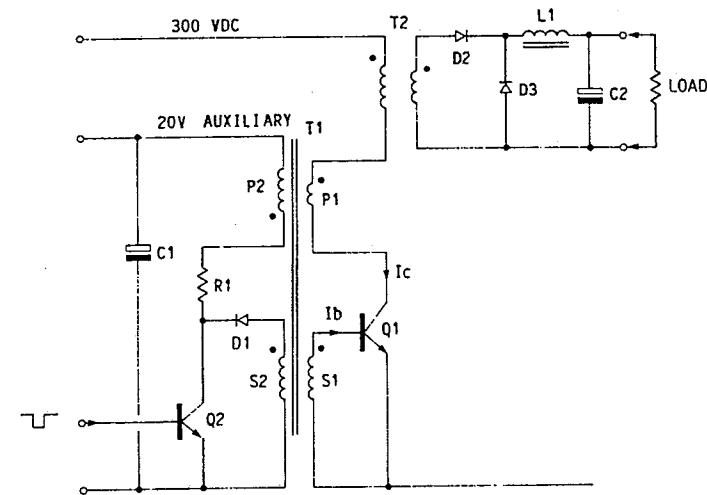 300 VDC
T2
L1
D2
D3
C2
LOAD
20V AUXILIARY
T1
P2
P1
C1
R1
Ic
Ib
Q1
D1
S2
S1
Q2